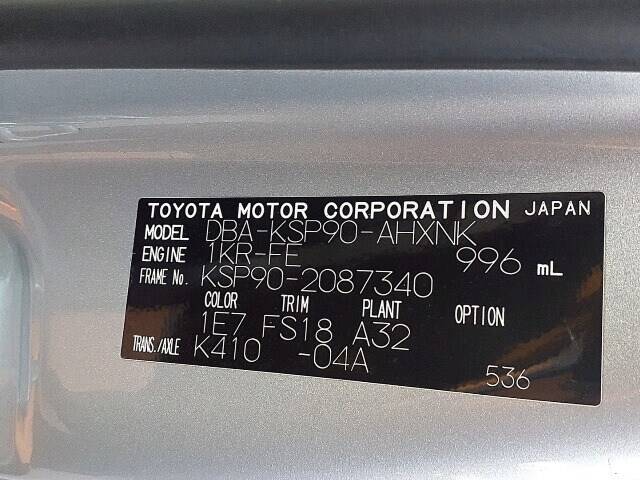 TOYOTA MOTOR CORPORATION JAPAN
MODEL DBA-KSP90-AHXNK
ENGINE 1KR-FE 996 mL
FRAME No. KSP90-2087340
COLOR TRIM PLANT OPTION
1E7 FS18 A32
TRANS./AXLE K410 -04A
536